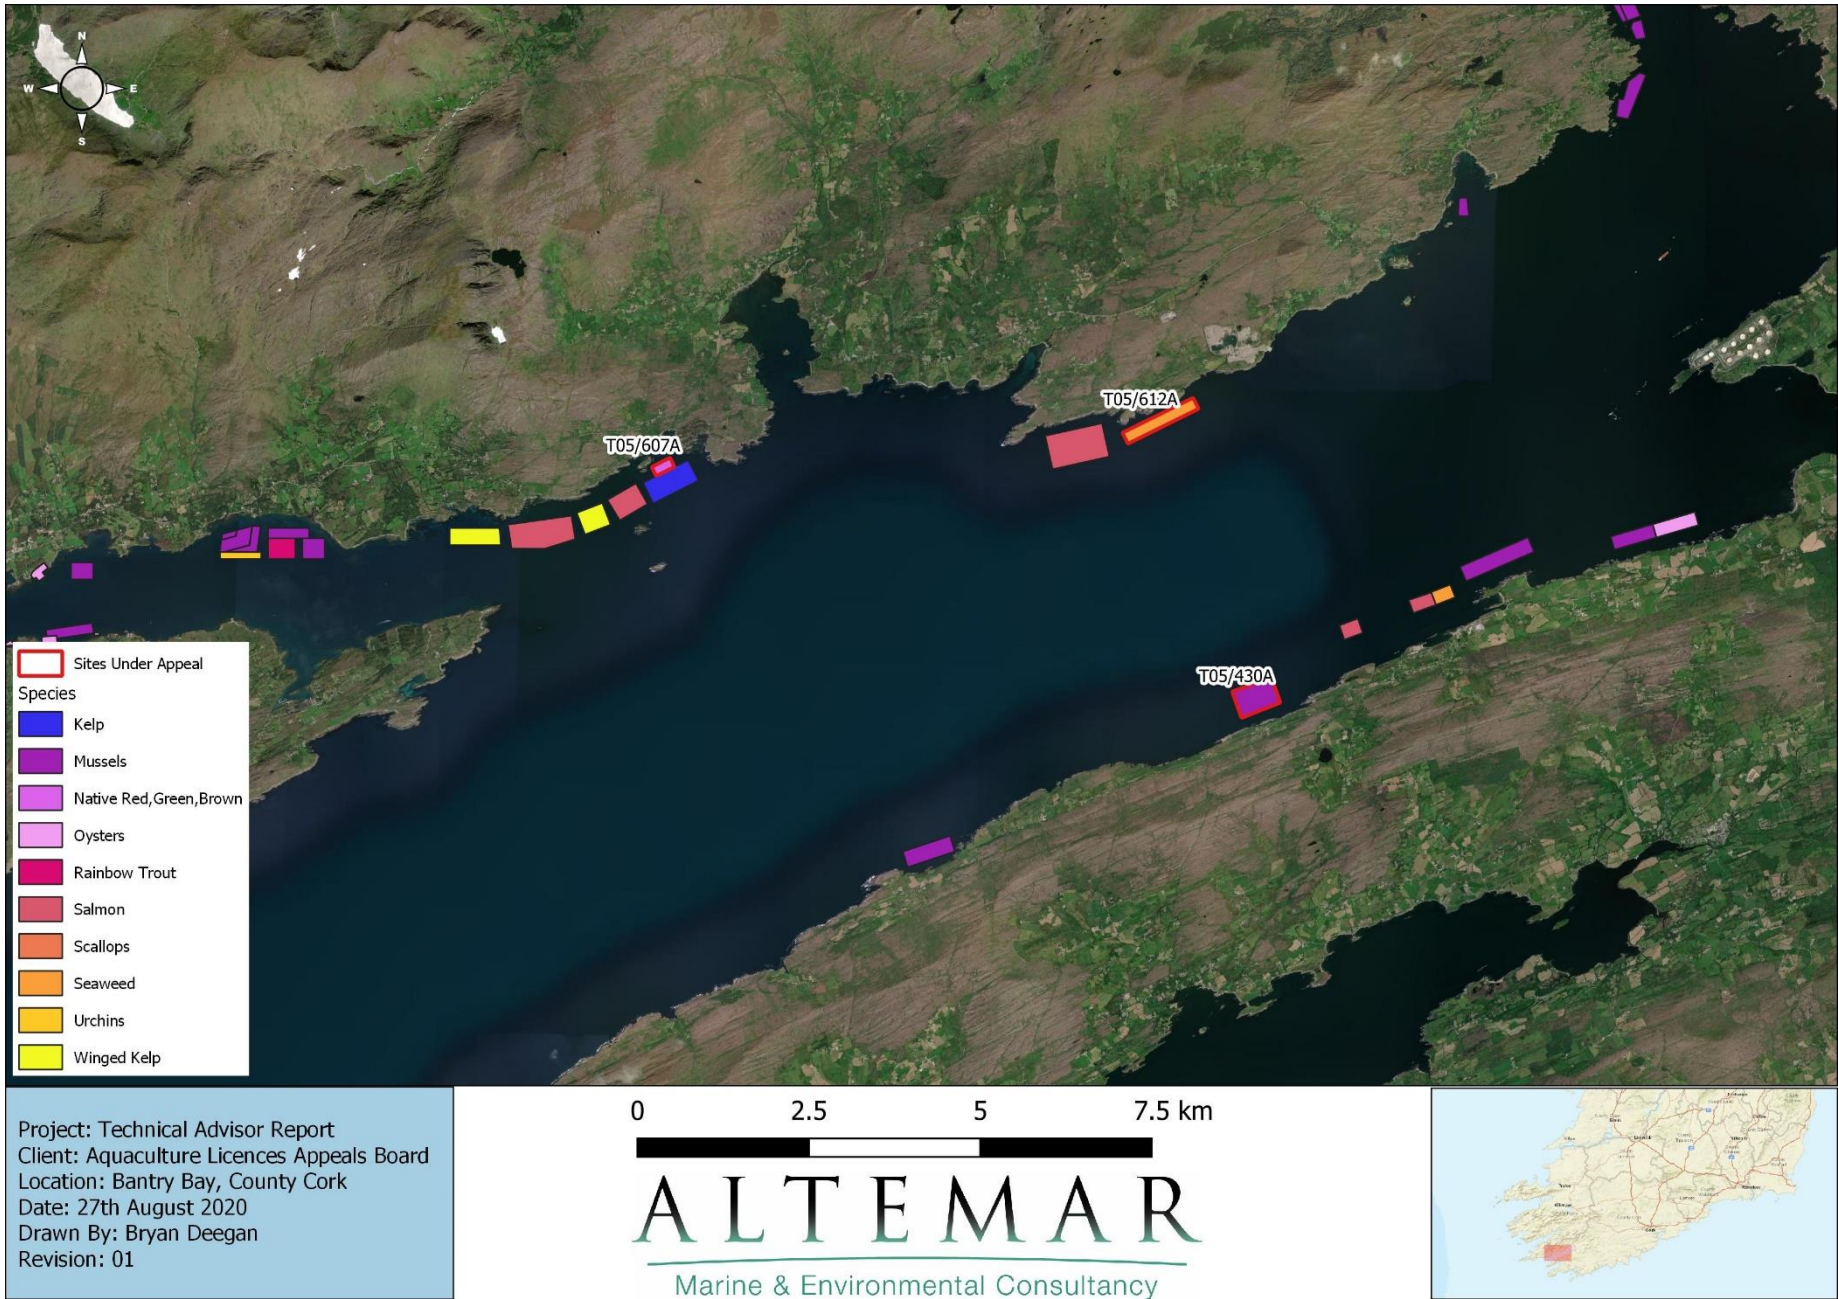 N
W E
S
T05/612A
T05/607A
T05/430A
Sites Under Appeal
Species
Kelp
Mussels
Native Red,Green,Brown
Oysters
Rainbow Trout
Salmon
Scallops
Seaweed
Urchins
Winged Kelp
Project: Technical Advisor Report
Client: Aquaculture Licences Appeals Board
Location: Bantry Bay, County Cork
Date: 27th August 2020
Drawn By: Bryan Deegan
Revision: 01
0 2.5 5 7.5 km
ALTEMAR
Marine & Environmental Consultancy